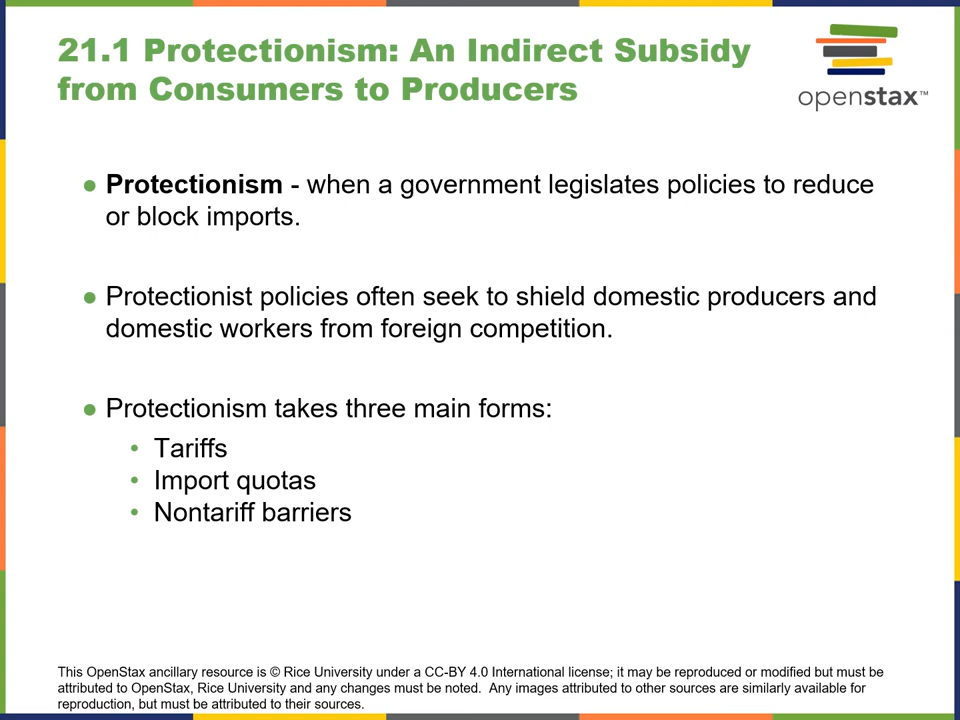 21.1 Protectionism: An Indirect Subsidy
from Consumers to Producers
openstax™
● Protectionism - when a government legislates policies to reduce
or block imports.
● Protectionist policies often seek to shield domestic producers and
domestic workers from foreign competition.
● Protectionism takes three main forms:
• Tariffs
• Import quotas
• Nontariff barriers
This OpenStax ancillary resource is © Rice University under a CC-BY 4.0 International license; it may be reproduced or modified but must be
attributed to OpenStax, Rice University and any changes must be noted.  Any images attributed to other sources are similarly available for
reproduction, but must be attributed to their sources.